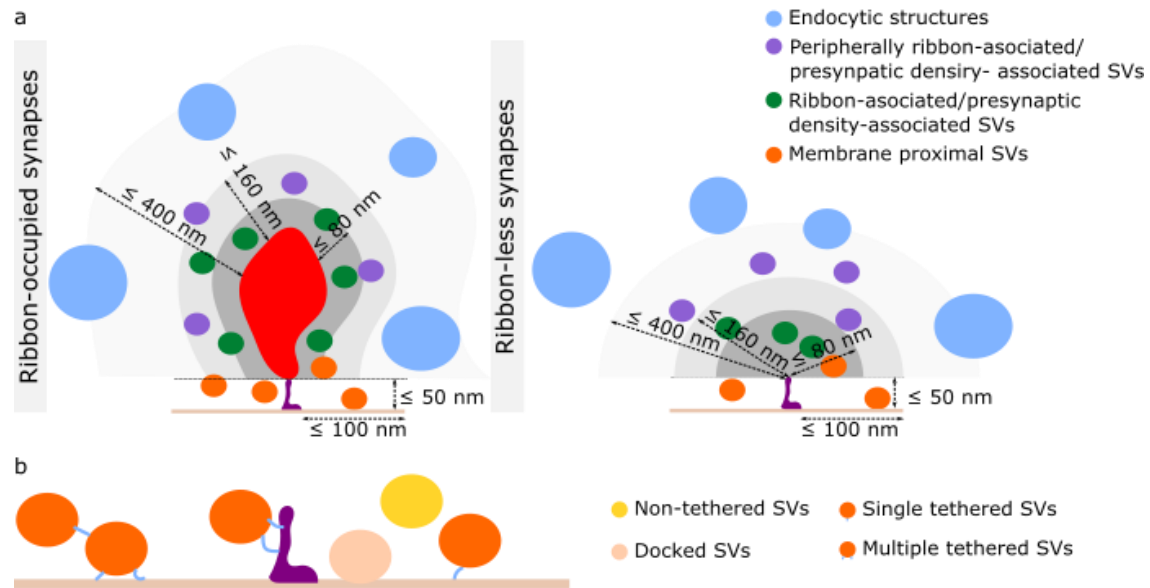 a
Ribbon-occupied synapses
≤ 400 nm
≤ 160 nm
≤ 80 nm
≤ 50 nm
≤ 100 nm
Ribbon-less synapses
≤ 400 nm
≤ 160 nm
≤ 80 nm
≤ 50 nm
≤ 100 nm
Endocytic structures
Peripherally ribbon-asociated/
presynpatic densiry- associated SVs
Ribbon-asociated/presynaptic
density-associated SVs
Membrane proximal SVs
b
Non-tethered SVs
Docked SVs
Single tethered SVs
Multiple tethered SVs